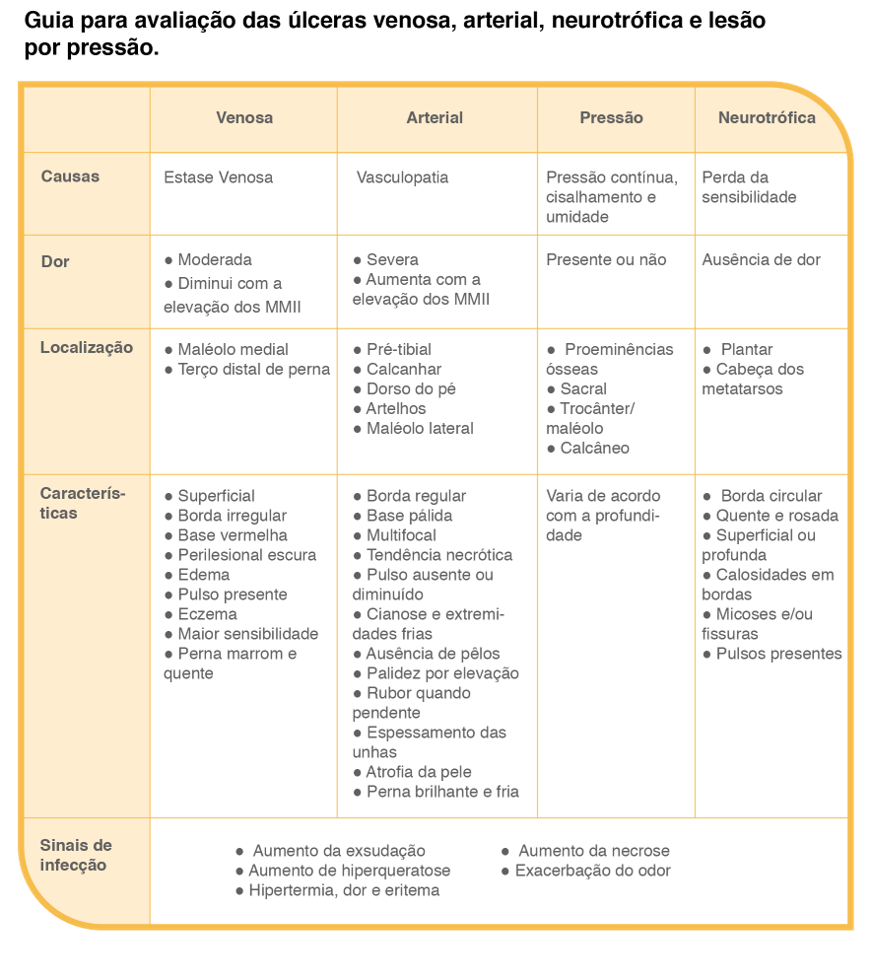 Guia para avaliação das úlceras venosa, arterial, neurotrófica e lesão
por pressão.
Venosa
Arterial
Pressão
Neurotrófica
Causas
Estase Venosa
Vasculopatia
Pressão contínua,
cisalhamento e
umidade
Perda da
sensibilidade
Dor
● Moderada
● Diminui com a
elevação dos MMII
● Severa
● Aumenta com a
elevação dos MMII
Presente ou não
Ausência de dor
Localização
● Maléolo medial
● Terço distal de perna
● Pré-tibial
● Calcanhar
● Dorso do pé
● Artelhos
● Maléolo lateral
● Proeminências
ósseas
● Sacral
● Trocânter/
maléolo
● Calcâneo
● Plantar
● Cabeça dos
metatarsos
Caracterís-
ticas
● Superficial
● Borda irregular
● Base vermelha
● Perilesional escura
● Edema
● Pulso presente
● Eczema
● Maior sensibilidade
● Perna marrom e
quente
● Borda regular
● Base pálida
● Multifocal
● Tendência necrótica
● Pulso ausente ou
diminuído
● Cianose e extremi-
dades frias
● Ausência de pêlos
● Palidez por elevação
● Rubor quando
pendente
● Espessamento das
unhas
● Atrofia da pele
● Perna brilhante e fria
Varia de acordo
com a profundi-
dade
● Borda circular
● Quente e rosada
● Superficial ou
profunda
● Calosidades em
bordas
● Micoses e/ou
fissuras
● Pulsos presentes
Sinais de
infecção
● Aumento da exsudação
● Aumento de hiperqueratose
● Hipertermia, dor e eritema
● Aumento da necrose
● Exacerbação do odor